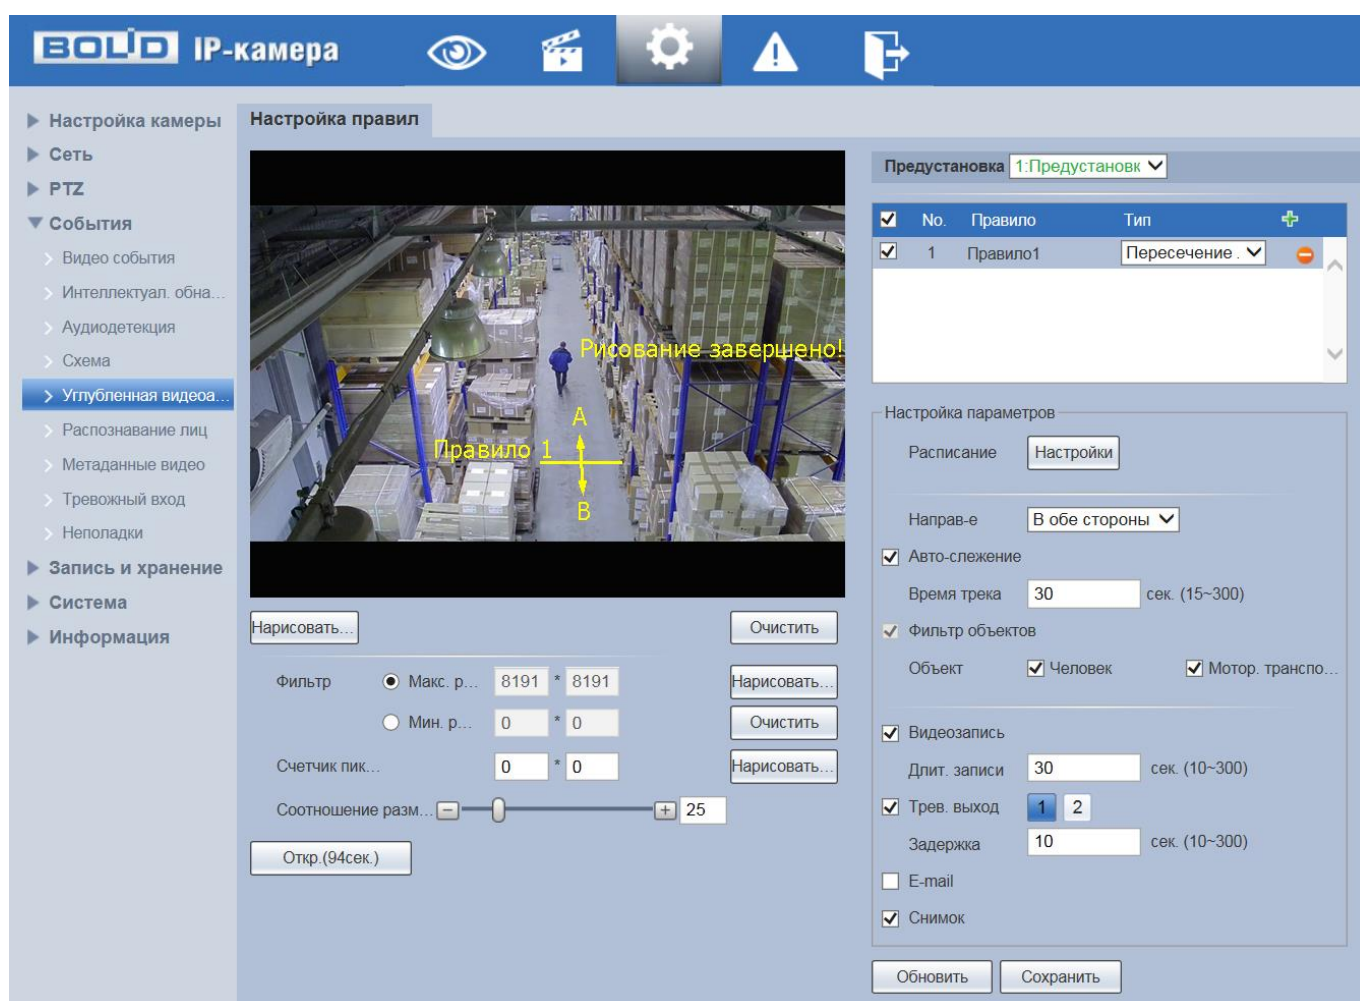 BOLID IP-камера
Настройка камеры
Сеть
PTZ
События
Видео события
Интеллектуал. обна...
Аудиодетекция
Схема
Углубленная видеоа...
Распознавание лиц
Метаданные видео
Тревожный вход
Неполадки
Запись и хранение
Система
Информация
Настройка правил
Рисование завершено!
A
Правило 1
B
Нарисовать... Очистить
Фильтр Макс. р... 8191 * 8191 Нарисовать...
Мин. р... 0 * 0 Очистить
Счетчик пик... 0 * 0 Нарисовать...
Соотношение разм... 25
Откр.(94сек.)
Предустановка 1:Предустановк
No. Правило Тип
1 Правило1 Пересечение .
Настройка параметров
Расписание Настройки
Направ-е В обе стороны
Авто-слежение
Время трека 30 сек. (15~300)
Фильтр объектов
Объект Человек Мотор. транспо...
Видеозапись
Длит. записи 30 сек. (10~300)
Трев. выход 1 2
Задержка 10 сек. (10~300)
E-mail
Снимок
Обновить Сохранить